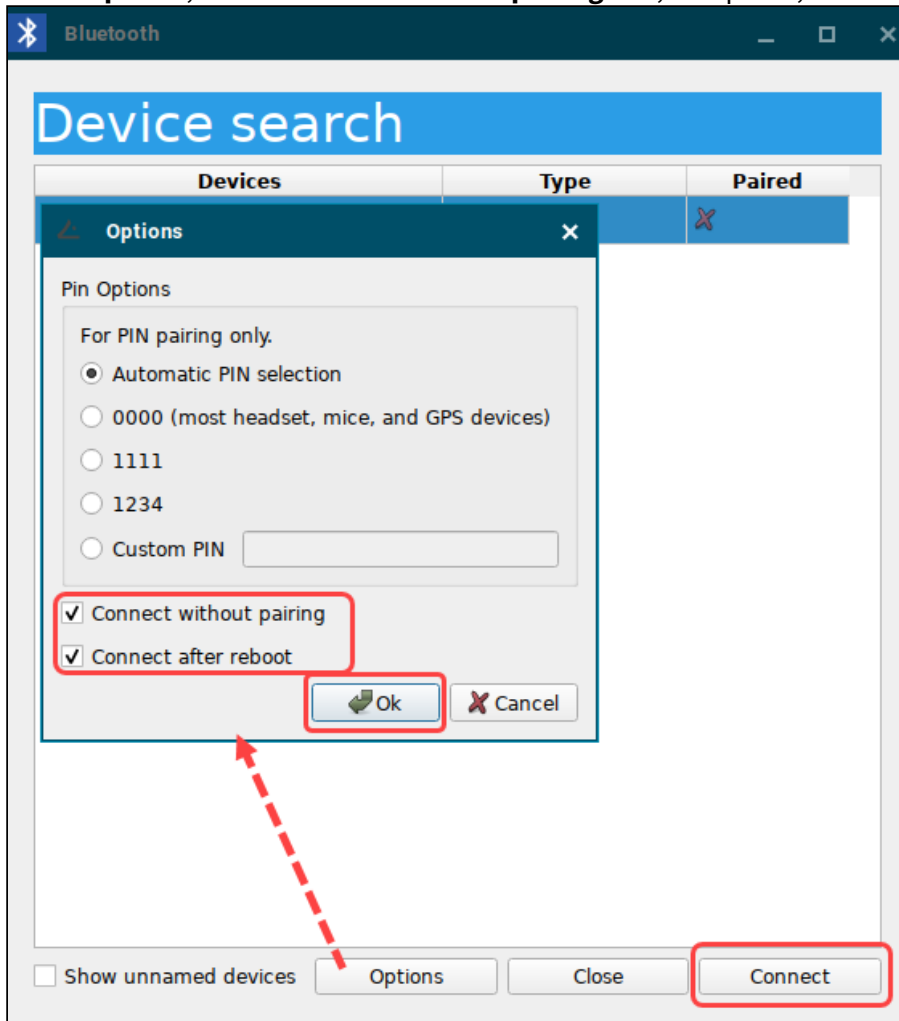 Bluetooth
Device search
Devices Type Paired
Options
Pin Options
For PIN pairing only.
Automatic PIN selection
0000 (most headset, mice, and GPS devices)
1111
1234
Custom PIN
Connect without pairing
Connect after reboot
Ok Cancel
Show unnamed devices Options Close Connect